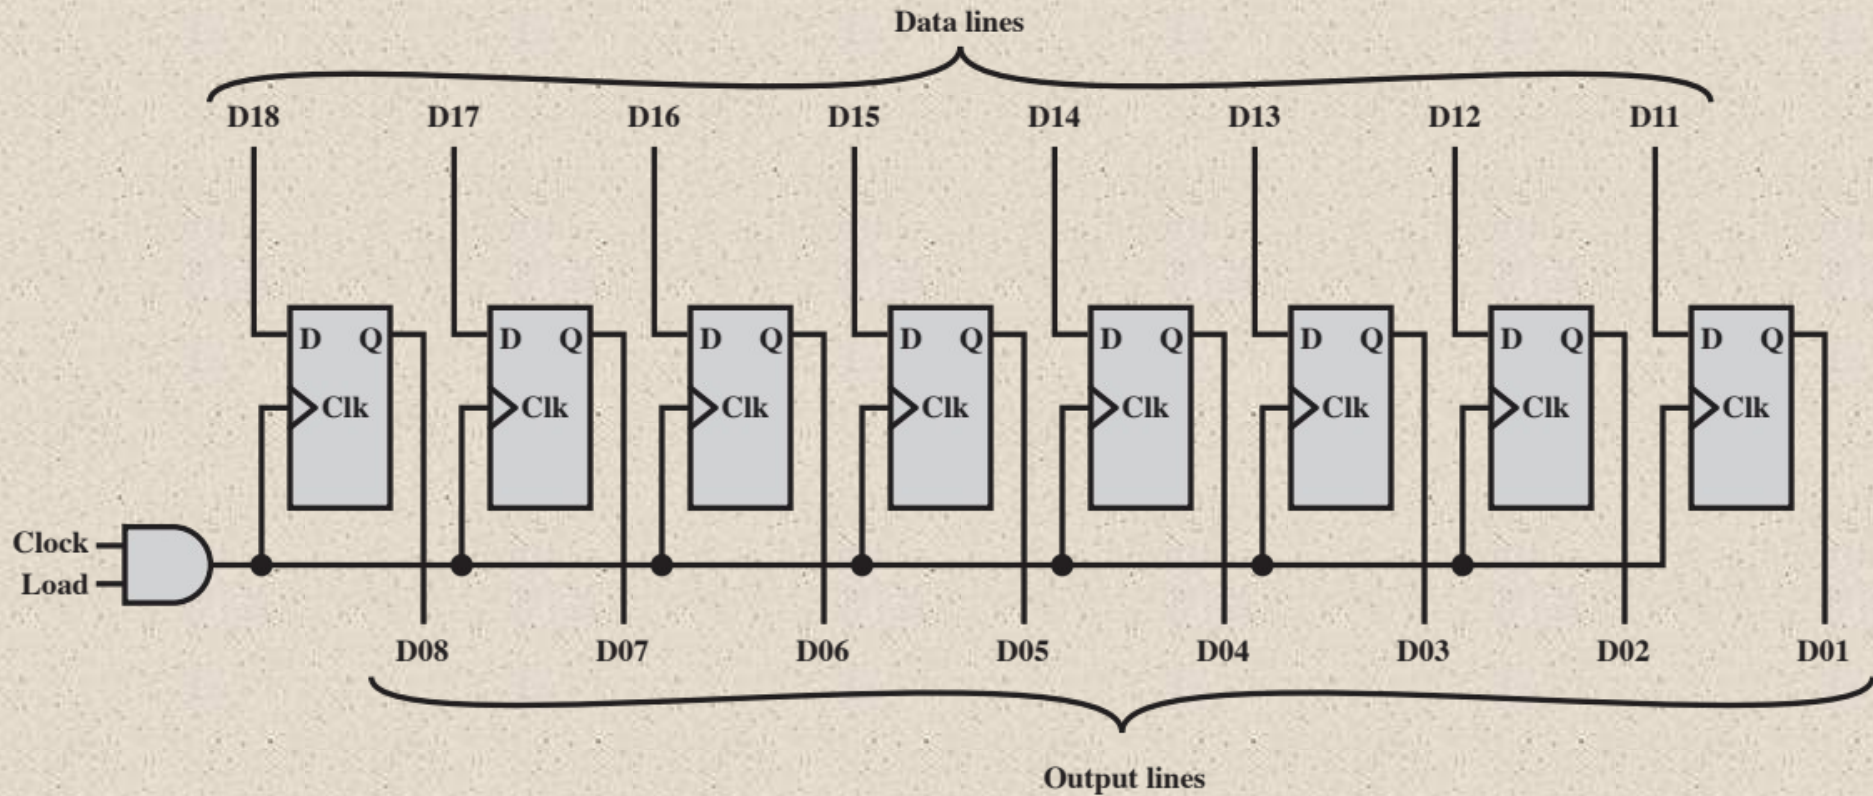 Data lines
D18 D17 D16 D15 D14 D13 D12 D11
D Q D Q D Q D Q D Q D Q D Q D Q
Clk Clk Clk Clk Clk Clk Clk Clk
Clock
Load
D08 D07 D06 D05 D04 D03 D02 D01
Output lines